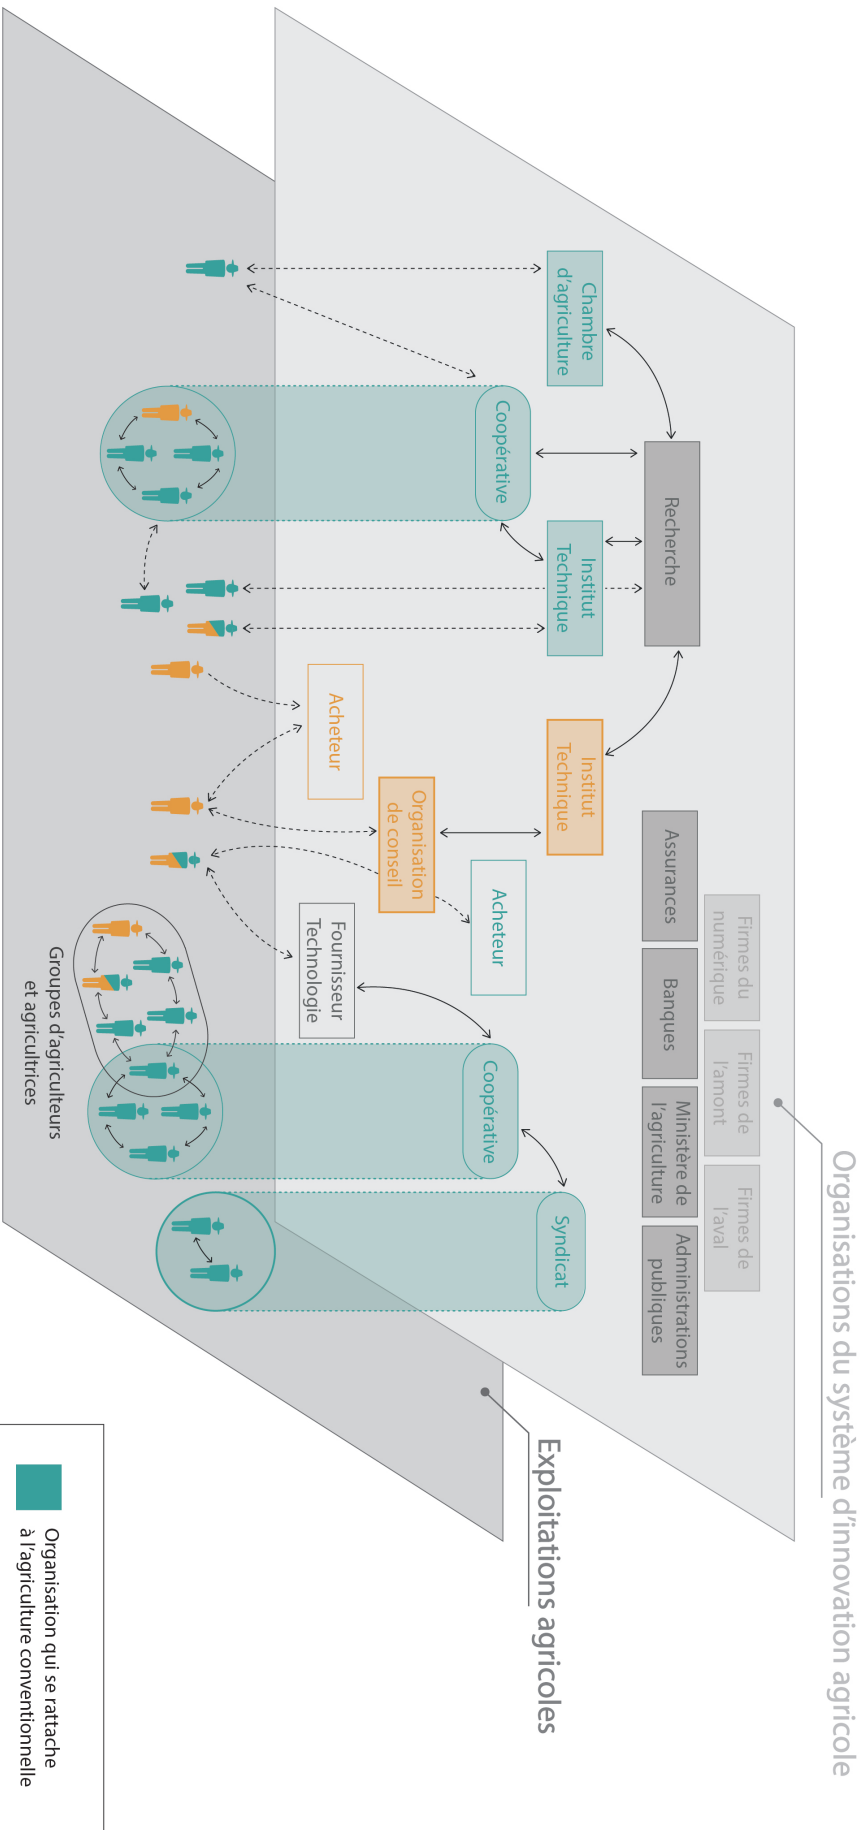 Organisations du système d'innovation agricole
Firmes du
numérique
Firmes de
l'amont
Firmes de
l'aval
Recherche
Assurances
Banques
Ministère de
l'agriculture
Administrations
publiques
Chambre
d'agriculture
Institut
Technique
Institut
Technique
Syndicat
Coopérative
Acheteur
Coopérative
Organisation
de conseil
Acheteur
Fournisseur
Technologie
Exploitations agricoles
Groupes d'agriculteurs
et agricultrices
Organisation qui se rattache
à l'agriculture conventionnelle